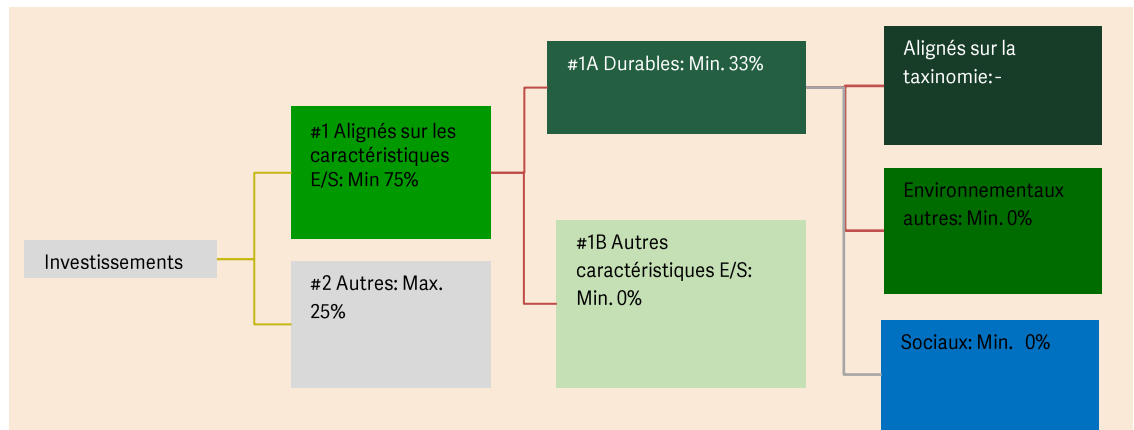 Investissements
#1 Alignés sur les
caractéristiques
E/S: Min 75%
#2 Autres: Max.
25%
#1A Durables: Min. 33%
#1B Autres
caractéristiques E/S:
Min. 0%
Alignés sur la
taxinomie:-
Environnementaux
autres: Min. 0%
Sociaux: Min. 0%